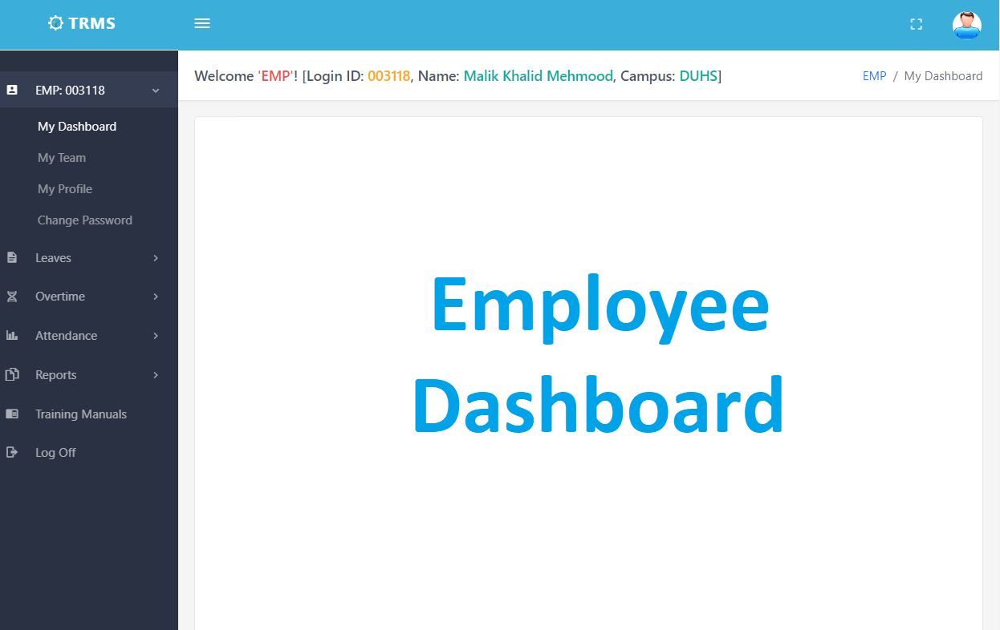 TRMS
Welcome 'EMP'! [Login ID: 003118, Name: Malik Khalid Mehmood, Campus: DUHS]
EMP / My Dashboard
EMP: 003118
My Dashboard
My Team
My Profile
Change Password
Leaves
Overtime
Attendance
Reports
Training Manuals
Log Off
Employee
Dashboard